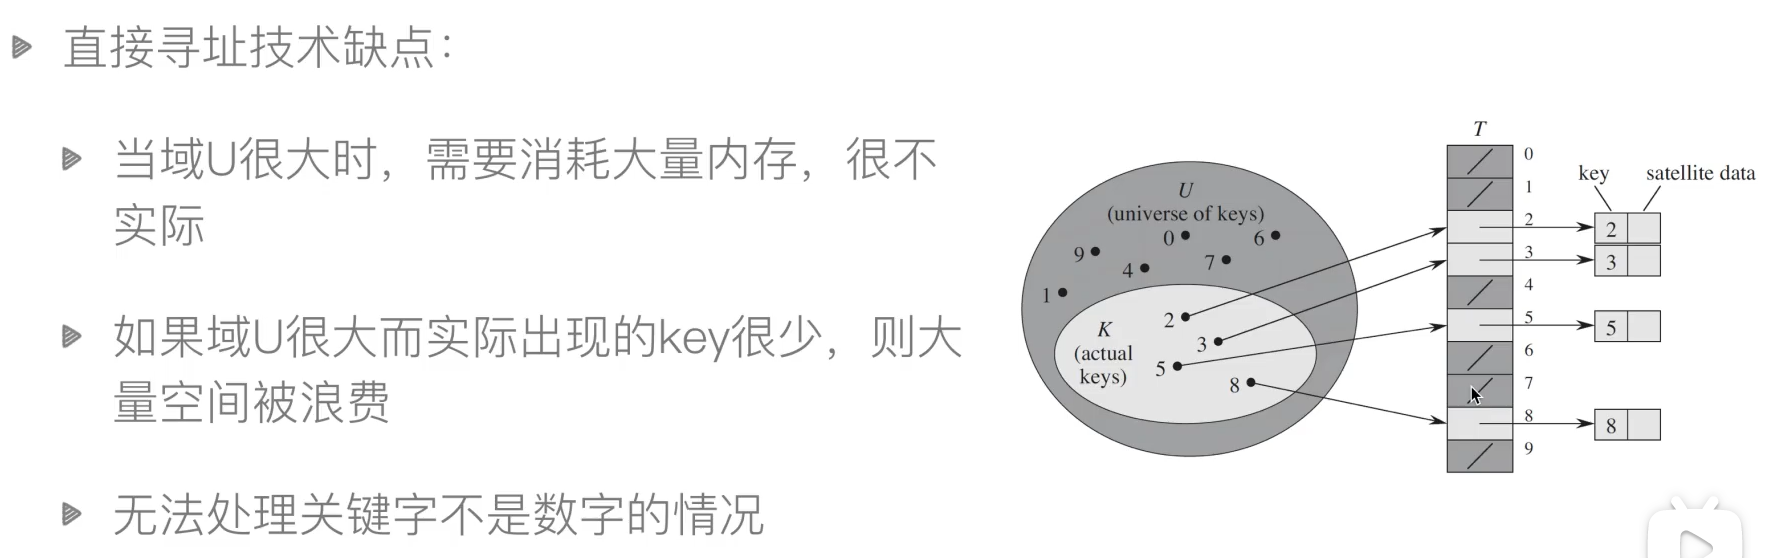 直接寻址技术缺点：
当域U很大时，需要消耗大量内存，很不
实际
如果域U很大而实际出现的key很少，则大
量空间被浪费
无法处理关键字不是数字的情况
T
U
(universe of keys)
0
6
9
4
7
1
K
(actual
keys)
2
3
5
8
0
1
2
3
4
5
6
7
8
9
key
satellite data
2
3
5
8